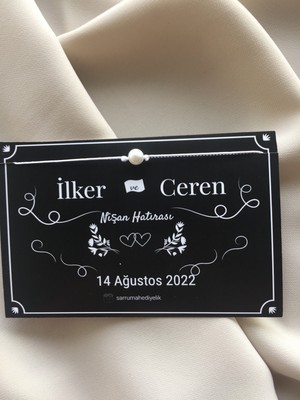 İlker ve Ceren
Nişan Hatırası
14 Ağustos 2022
sarrumahediyelik